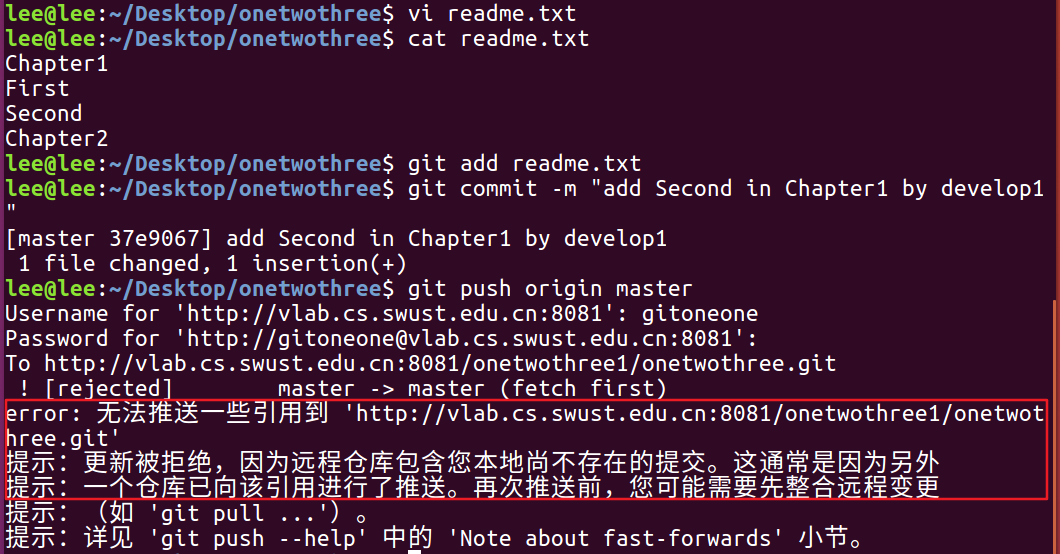 lee@lee:~/Desktop/onetwothree$ vi readme.txt
lee@lee:~/Desktop/onetwothree$ cat readme.txt
Chapter1
First
Second
Chapter2
lee@lee:~/Desktop/onetwothree$ git add readme.txt
lee@lee:~/Desktop/onetwothree$ git commit -m "add Second in Chapter1 by develop1
"
[master 37e9067] add Second in Chapter1 by develop1
 1 file changed, 1 insertion(+)
lee@lee:~/Desktop/onetwothree$ git push origin master
Username for 'http://vlab.cs.swust.edu.cn:8081': gitoneone
Password for 'http://gitoneone@vlab.cs.swust.edu.cn:8081':
To http://vlab.cs.swust.edu.cn:8081/onetwothree1/onetwothree.git
 ! [rejected]        master -> master (fetch first)
error: 无法推送一些引用到 'http://vlab.cs.swust.edu.cn:8081/onetwothree1/onetwot
hree.git'
提示：更新被拒绝，因为远程仓库包含您本地尚不存在的提交。这通常是因为另外
提示：一个仓库已向该引用进行了推送。再次推送前，您可能需要先整合远程变更
提示：（如 'git pull ...'）。
提示：详见 'git push --help' 中的 'Note about fast-forwards' 小节。